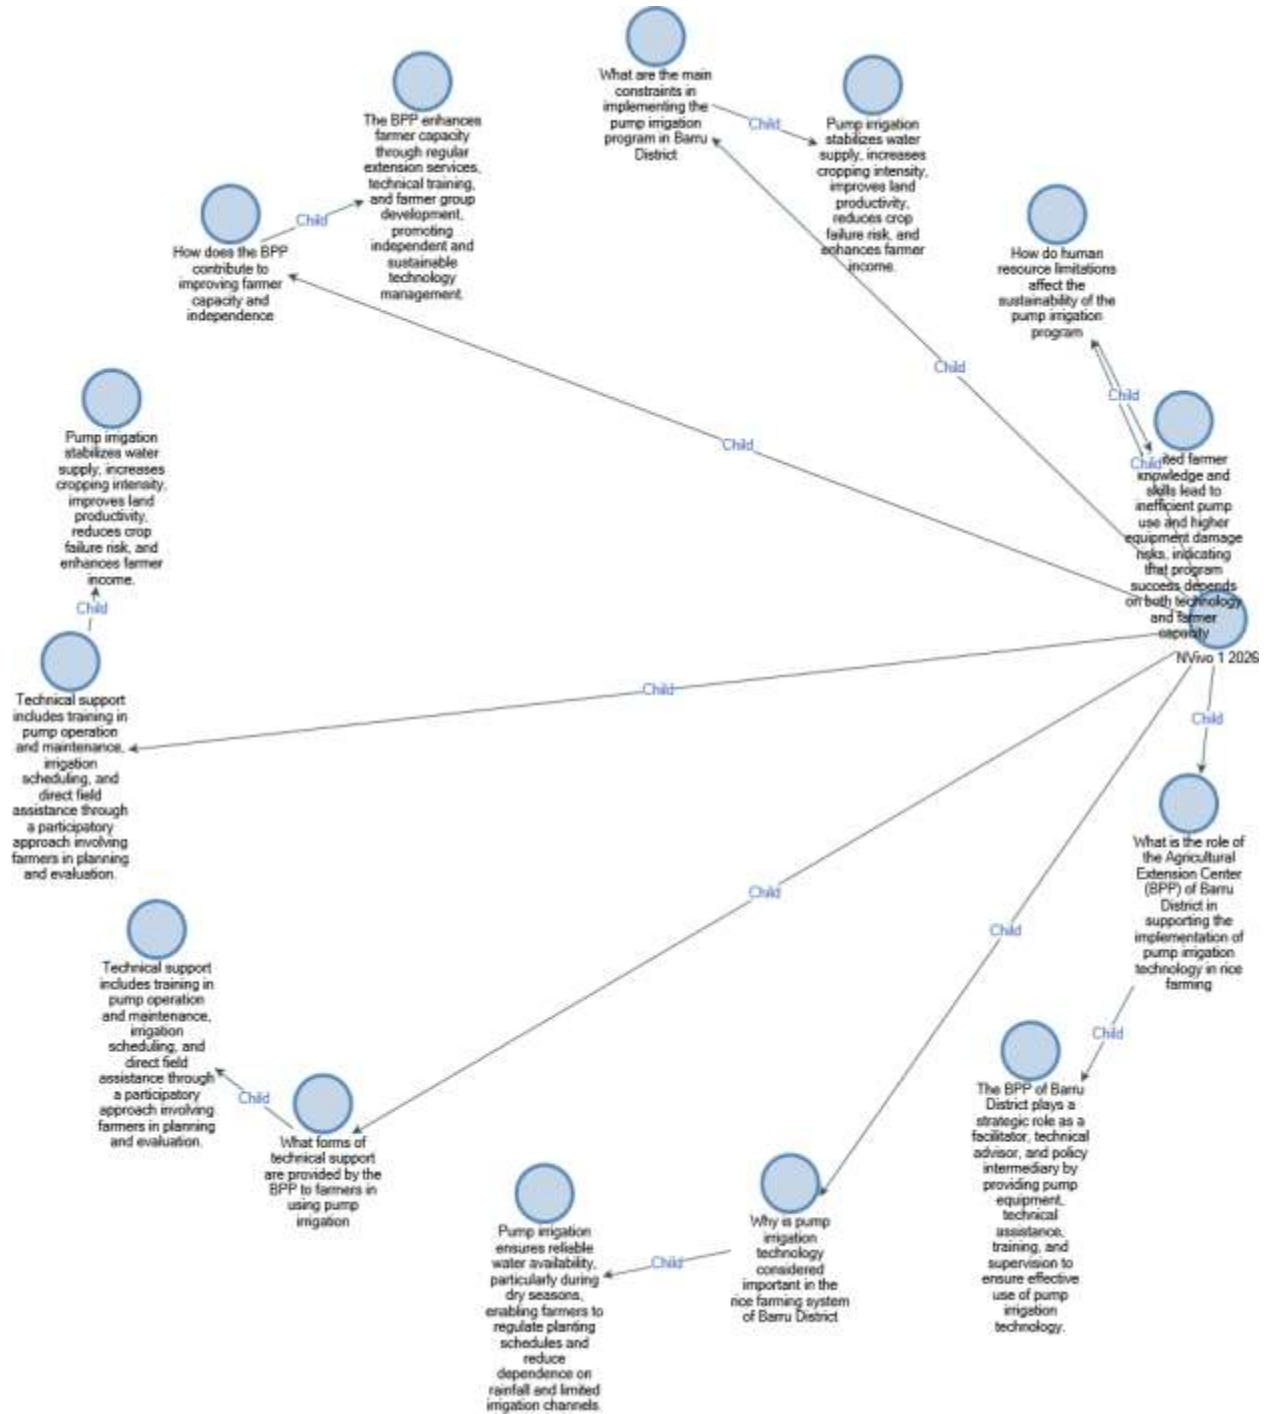 What are the main
constraints in
implementing the
pump irrigation
program in Barru
District
Child
Pump irrigation
stabilizes water
supply, increases
cropping intensity,
improves land
productivity,
reduces crop
failure risk, and
enhances farmer
income.
The BPP enhances
farmer capacity
through regular
extension services,
technical training,
and farmer group
development,
promoting
independent and
sustainable
technology
management.
Child
How does the BPP
contribute to
improving farmer
capacity and
independence
How do human
resource limitations
affect the
sustainability of the
pump irrigation
program
Child
Child
Child
Child
ited farmer
knowledge and
skills lead to
inefficient pump
use and higher
equipment damage
risks, indicating
that program
success depends
on both technology
and farmer
capacity
NVivo 1 2026
Pump irrigation
stabilizes water
supply, increases
cropping intensity,
improves land
productivity,
reduces crop
failure risk, and
enhances farmer
income.
Child
Technical support
includes training in
pump operation
and maintenance,
irrigation
scheduling, and
direct field
assistance through
a participatory
approach involving
farmers in planning
and evaluation.
Child
Child
What is the role of
the Agricultural
Extension Center
(BPP) of Barru
District in
supporting the
implementation of
pump irrigation
technology in rice
farming
Child
Child
Child
The BPP of Barru
District plays a
strategic role as a
facilitator, technical
advisor, and policy
intermediary by
providing pump
equipment,
technical
assistance,
training, and
supervision to
ensure effective
use of pump
irrigation
technology.
Technical support
includes training in
pump operation
and maintenance,
irrigation
scheduling, and
direct field
assistance through
a participatory
approach involving
farmers in planning
and evaluation.
Child
What forms of
technical support
are provided by the
BPP to farmers in
using pump
irrigation
Pump irrigation
ensures reliable
water availability,
particularly during
dry seasons,
enabling farmers to
regulate planting
schedules and
reduce
dependence on
rainfall and limited
irrigation channels.
Child
Why is pump
irrigation
technology
considered
important in the
rice farming system
of Barru District